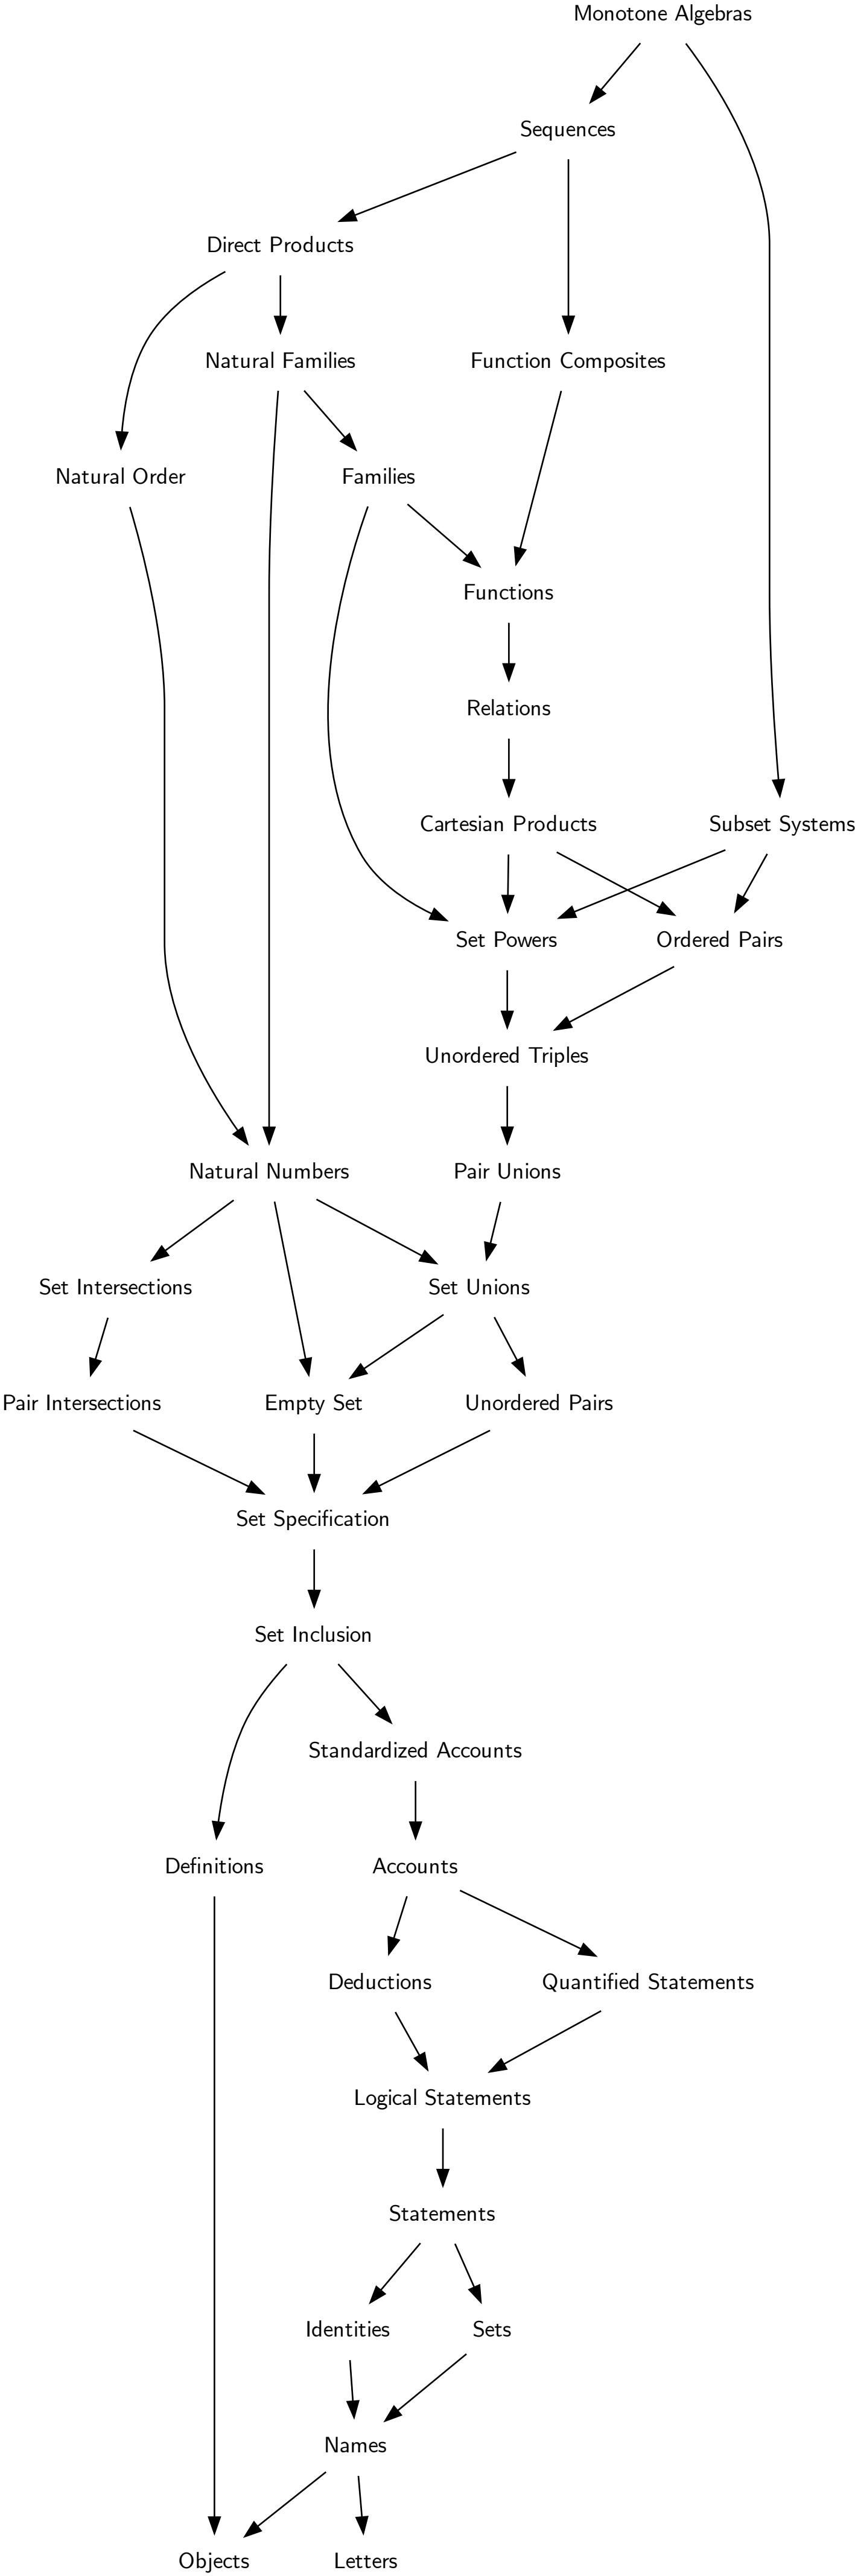 Monotone Algebras
Sequences
Direct Products
Natural Families
Function Composites
Natural Order
Families
Functions
Relations
Cartesian Products
Subset Systems
Set Powers
Ordered Pairs
Unordered Triples
Natural Numbers
Pair Unions
Set Intersections
Set Unions
Pair Intersections
Empty Set
Unordered Pairs
Set Specification
Set Inclusion
Standardized Accounts
Definitions
Accounts
Deductions
Quantified Statements
Logical Statements
Statements
Identities
Sets
Names
Objects
Letters